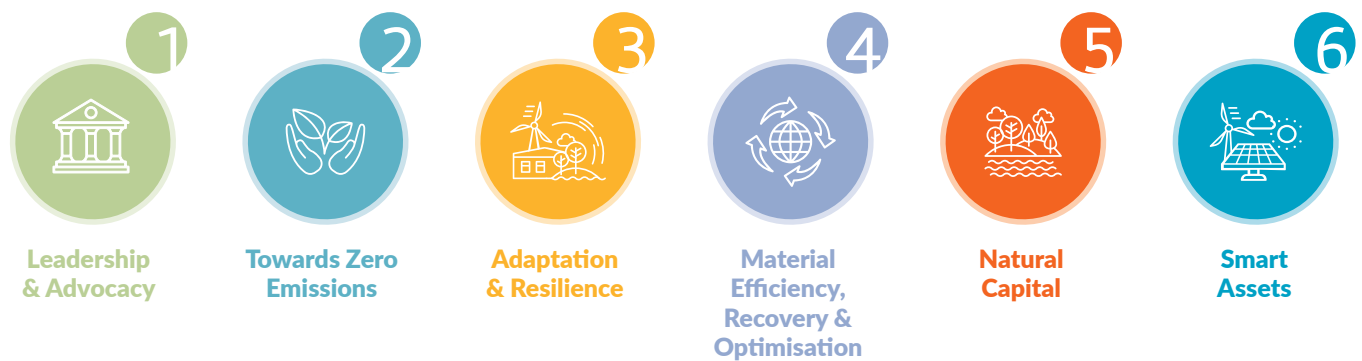 1
Leadership
& Advocacy
2
Towards Zero
Emissions
3
Adaptation
& Resilience
4
Material
Efficiency,
Recovery &
Optimisation
5
Natural
Capital
6
Smart
Assets